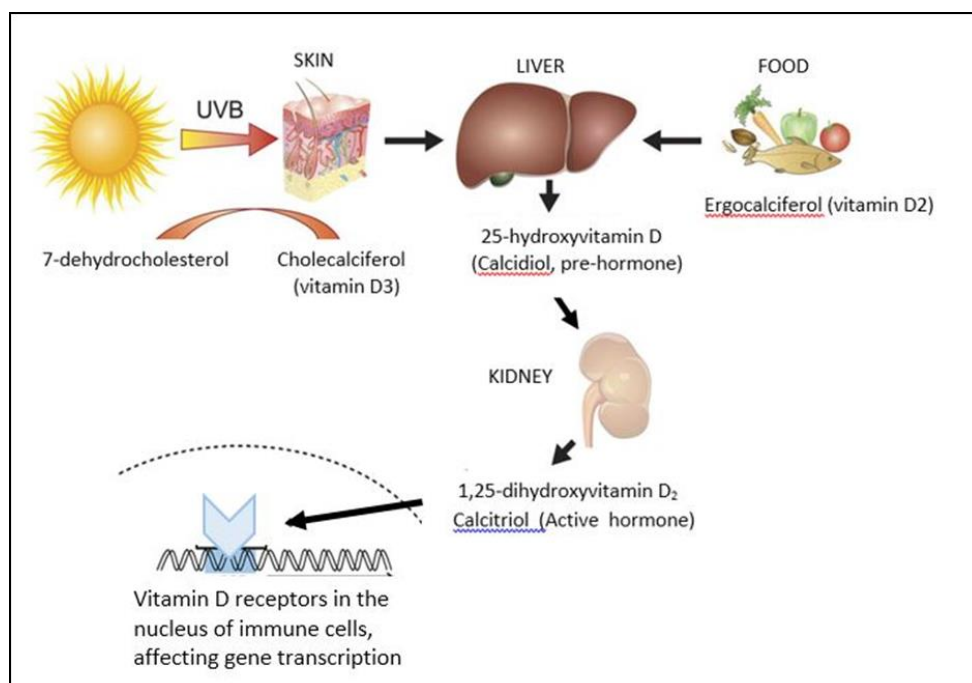 SKIN
LIVER
FOOD
UVB
Ergocalciferol (vitamin D2)
7-dehydrocholesterol
Cholecalciferol
(vitamin D3)
25-hydroxyvitamin D
(Calcidiol, pre-hormone)
KIDNEY
1,25-dihydroxyvitamin D₂
Calcitriol (Active hormone)
Vitamin D receptors in the
nucleus of immune cells,
affecting gene transcription